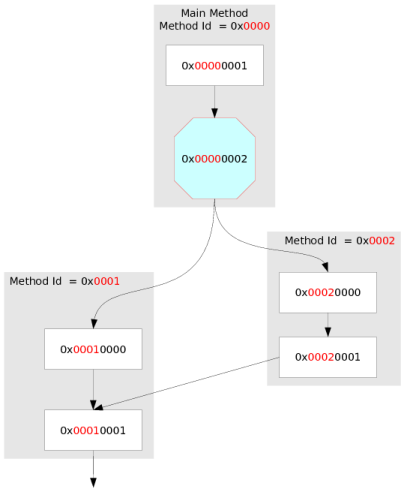 Main Method
Method Id  = 0x0000
0x00000001
0x00000002
Method Id  = 0x0002
0x00020000
0x00020001
Method Id  = 0x0001
0x00010000
0x00010001